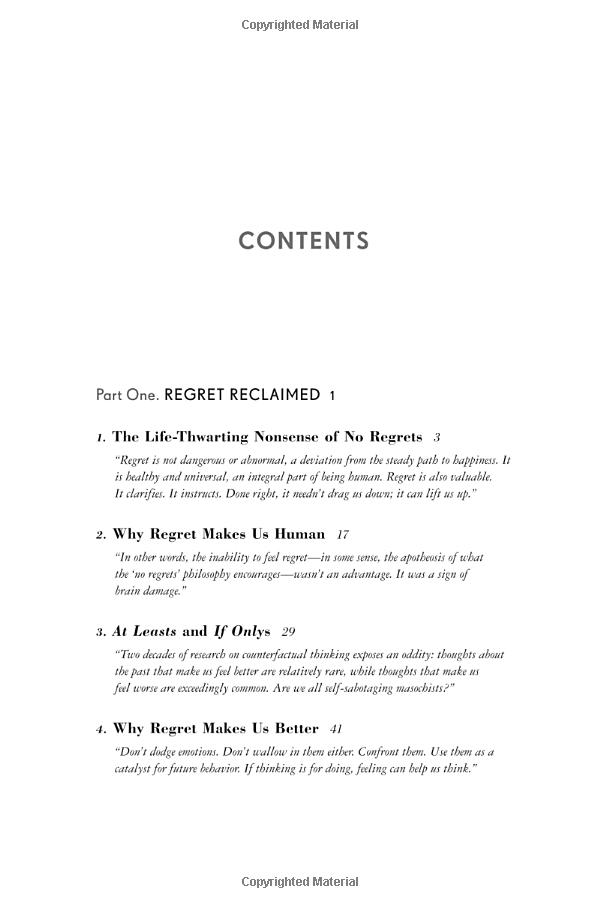 Copyrighted Material
CONTENTS
Part One. REGRET RECLAIMED 1
1. The Life-Thwarting Nonsense of No Regrets 3
“Regret is not dangerous or abnormal, a deviation from the steady path to happiness. It
is healthy and universal, an integral part of being human. Regret is also valuable.
It clarifies. It instructs. Done right, it needn’t drag us down; it can lift us up.”
2. Why Regret Makes Us Human 17
“In other words, the inability to feel regret—in some sense, the apotheosis of what
the ‘no regrets’ philosophy encourages—wasn’t an advantage. It was a sign of
brain damage.”
3. At Leasts and If Onlys 29
“Two decades of research on counterfactual thinking exposes an oddity: thoughts about
the past that make us feel better are relatively rare, while thoughts that make us
feel worse are exceedingly common. Are we all self-sabotaging masochists?”
4. Why Regret Makes Us Better 41
“Don’t dodge emotions. Don’t wallow in them either. Confront them. Use them as a
catalyst for future behavior. If thinking is for doing, feeling can help us think.”
Copyrighted Material